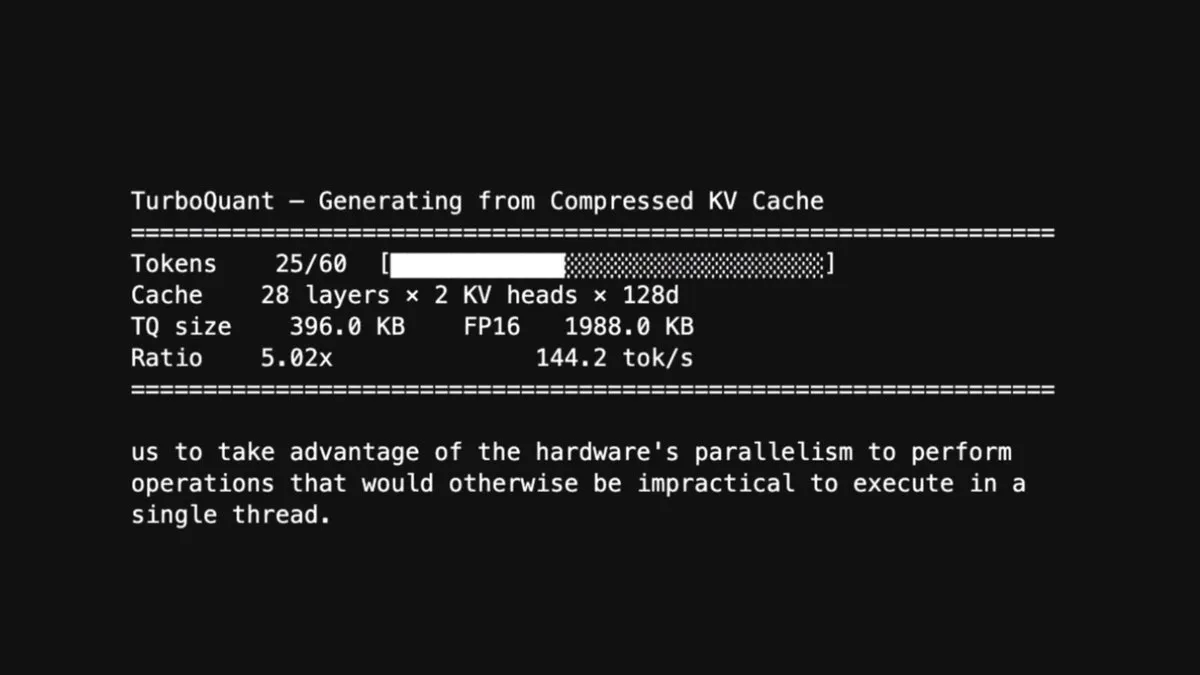 TurboQuant — Generating from Compressed KV Cache
================================================================
Tokens    25/60  [████████████░░░░░░░░░░░░░░░░░░]
Cache    28 layers × 2 KV heads × 128d
TQ size    396.0 KB    FP16   1988.0 KB
Ratio    5.02x              144.2 tok/s
================================================================
us to take advantage of the hardware's parallelism to perform
operations that would otherwise be impractical to execute in a
single thread.